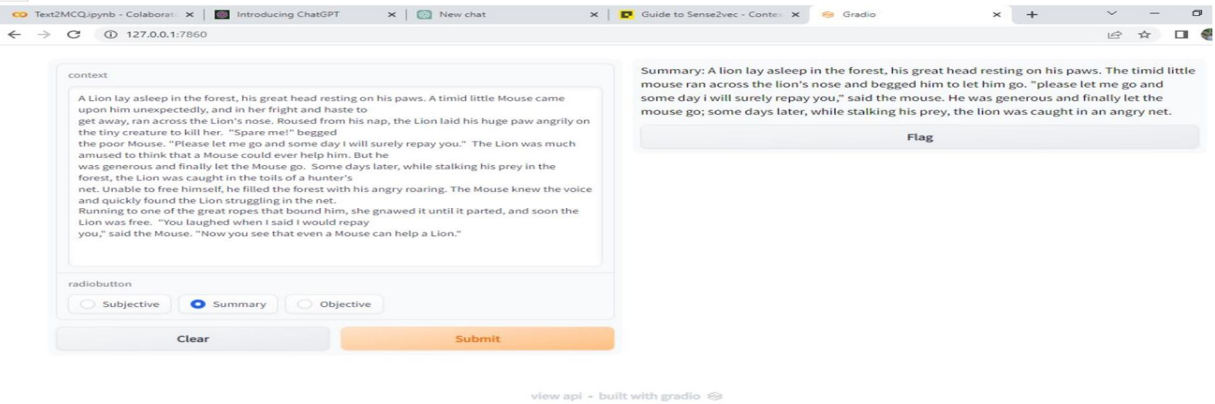 Text2MCQ.ipynb - Colaborat
Introducing ChatGPT
New chat
Guide to Sense2vec - Conte
Gradio
127.0.0.1:7860
context
A Lion lay asleep in the forest, his great head resting on his paws. A timid little Mouse came
upon him unexpectedly, and in her fright and haste to
get away, ran across the Lion's nose. Roused from his nap, the Lion laid his huge paw angrily on
the tiny creature to kill her. "Spare me!" begged
the poor Mouse. "Please let me go and some day I will surely repay you." The Lion was much
amused to think that a Mouse could ever help him. But he
was generous and finally let the Mouse go. Some days later, while stalking his prey in the
forest, the Lion was caught in the toils of a hunter's
net. Unable to free himself, he filled the forest with his angry roaring. The Mouse knew the voice
and quickly found the Lion struggling in the net.
Running to one of the great ropes that bound him, she gnawed it until it parted, and soon the
Lion was free. "You laughed when I said I would repay
you," said the Mouse. "Now you see that even a Mouse can help a Lion."
radiobutton
Subjective
Summary
Objective
Clear
Submit
Summary: A lion lay asleep in the forest, his great head resting on his paws. The timid little
mouse ran across the lion's nose and begged him to let him go. "please let me go and
some day i will surely repay you," said the mouse. He was generous and finally let the
mouse go; some days later, while stalking his prey, the lion was caught in an angry net.
Flag
view api • built with gradio